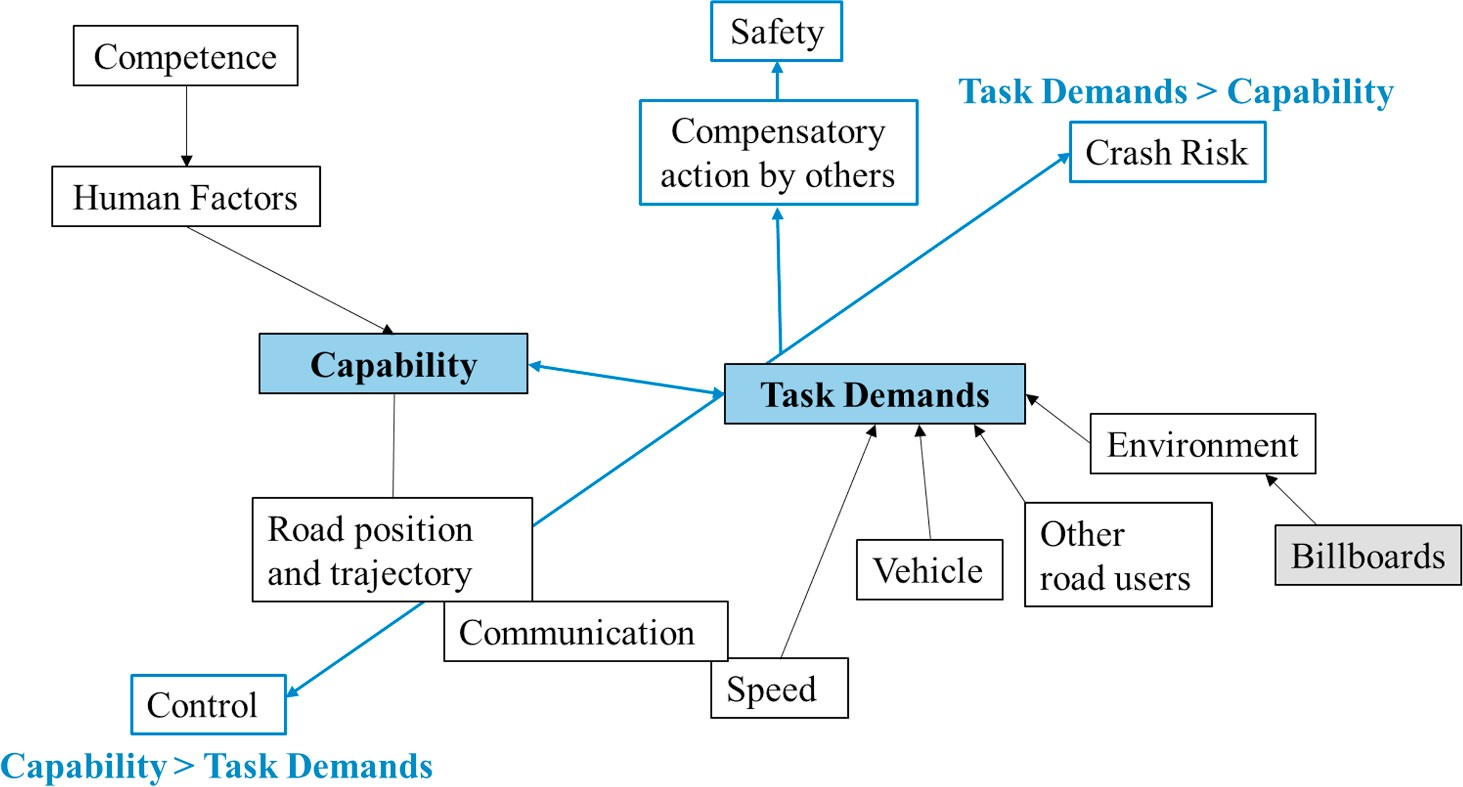 Safety
Competence
Task Demands > Capability
Compensatory
action by others
Crash Risk
Human Factors
Capability
Task Demands
Environment
Road position
and trajectory
Other
road users
Billboards
Vehicle
Communication
Speed
Control
Capability > Task Demands